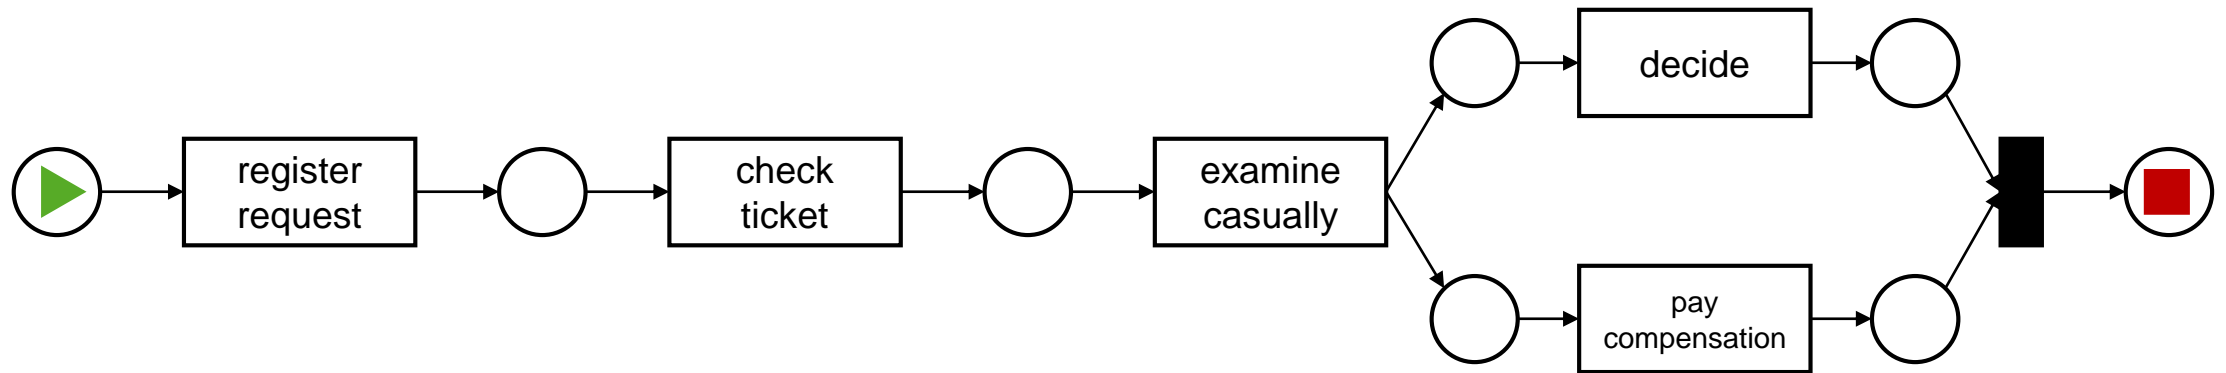 register
request
check
ticket
examine
casually
decide
pay
compensation